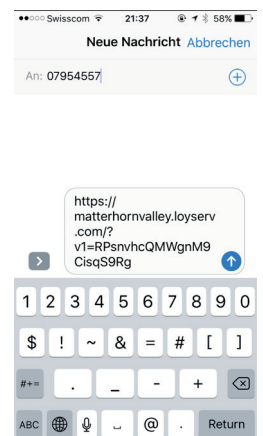 Swisscom 21:37 58%
Neue Nachricht Abbrechen
An: 07954557
https://
matterhornvalley.loyserv
.com/?
v1=RPsnvhcQMWgnM9
CisqS9Rg
1 2 3 4 5 6 7 8 9 0
$ ! ~ & = # [ ]
#+= . _ - +
ABC @ . Return